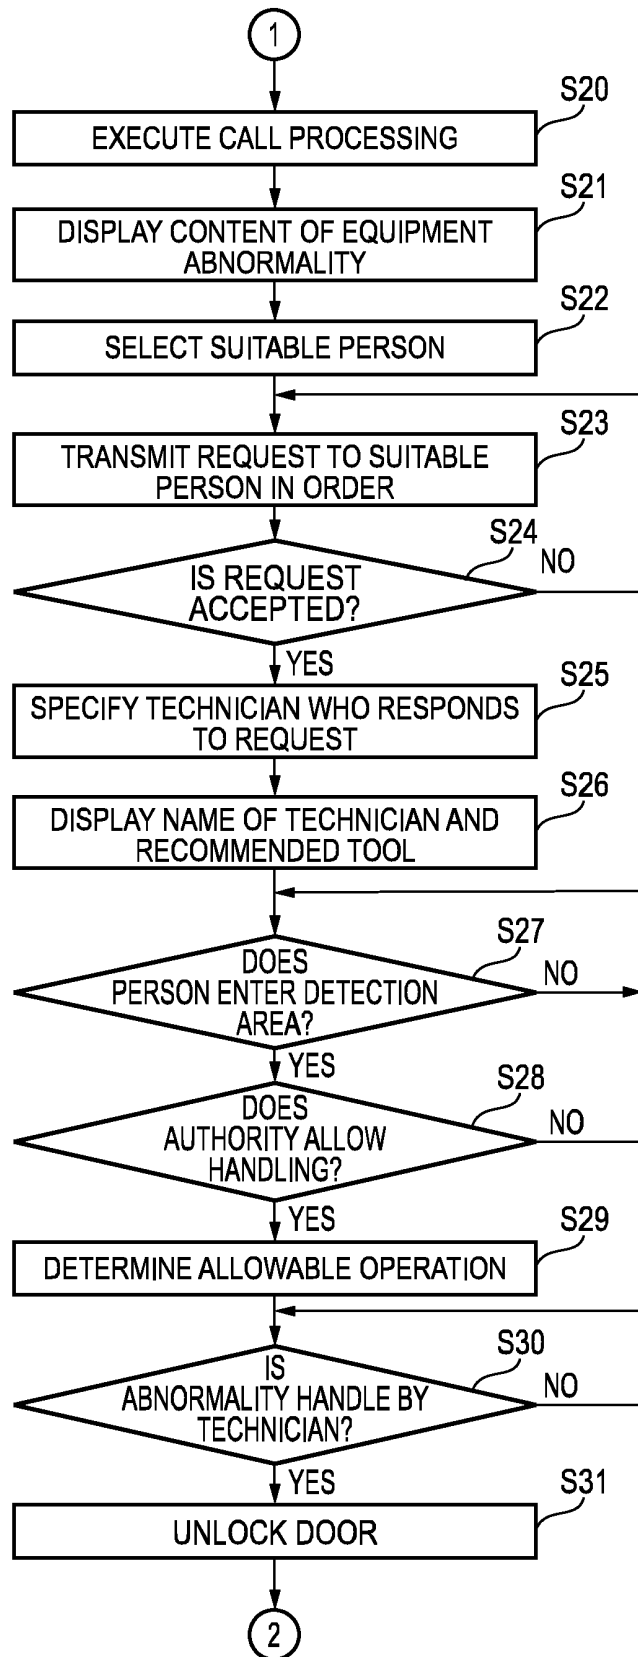 1
S20
EXECUTE CALL PROCESSING
S21
DISPLAY CONTENT OF EQUIPMENT
ABNORMALITY
S22
SELECT SUITABLE PERSON
S23
TRANSMIT REQUEST TO SUITABLE
PERSON IN ORDER
S24
IS REQUEST
ACCEPTED?
NO
YES
S25
SPECIFY TECHNICIAN WHO RESPONDS
TO REQUEST
S26
DISPLAY NAME OF TECHNICIAN AND
RECOMMENDED TOOL
S27
DOES
PERSON ENTER DETECTION
AREA?
NO
YES
S28
DOES
AUTHORITY ALLOW
HANDLING?
NO
YES
S29
DETERMINE ALLOWABLE OPERATION
S30
IS
ABNORMALITY HANDLE BY
TECHNICIAN?
NO
YES
S31
UNLOCK DOOR
2